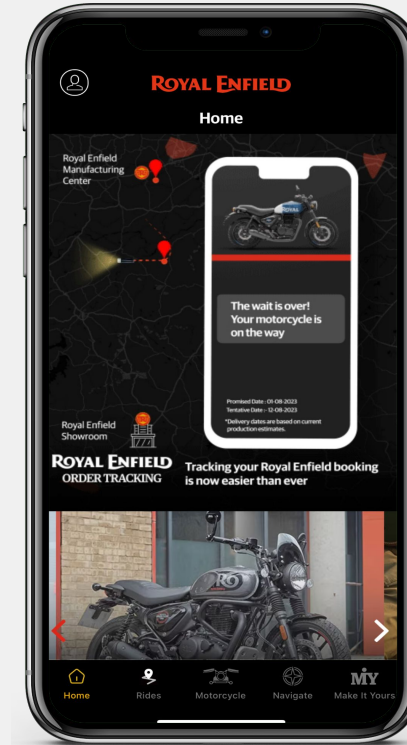 ROYAL ENFIELD
Home
Royal Enfield
Manufacturing
Center
ROYAL
The wait is over!
Your motorcycle is
on the way
Promised Date : 01-08-2023
Tentative Date :- 12-08-2023
*Delivery dates are based on current
production estimates.
Royal Enfield
Showroom
ROYAL ENFIELD
ORDER TRACKING
Tracking your Royal Enfield booking
is now easier than ever
Home
Rides
Motorcycle
Navigate
MiY
Make It Yours